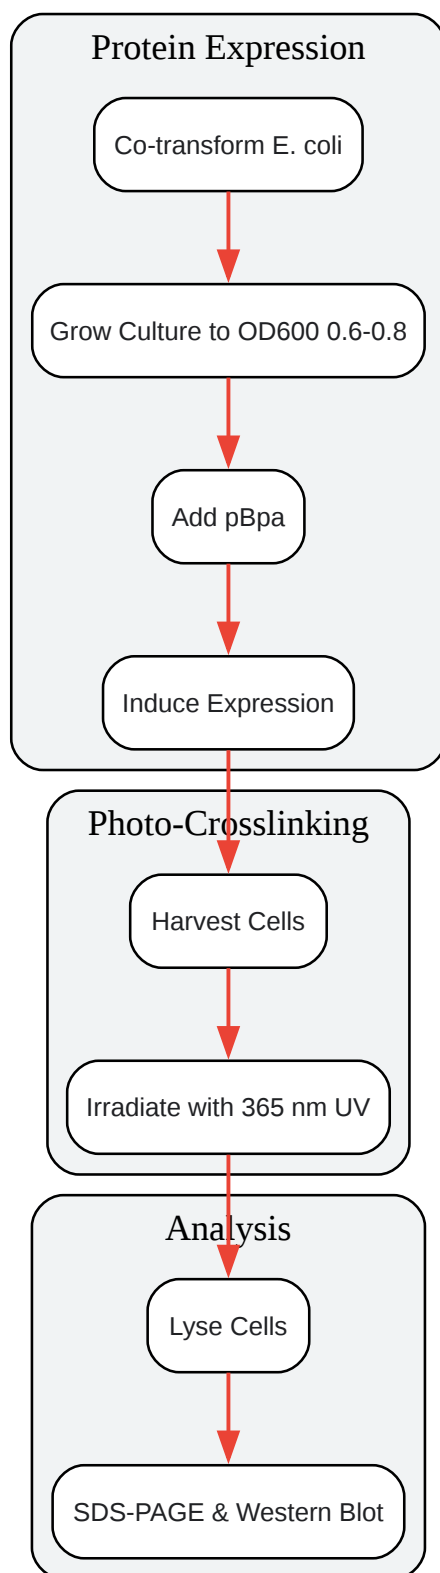 Protein Expression
Co-transform E. coli
Grow Culture to OD600 0.6-0.8
Add pBpa
Induce Expression
Photo-Crosslinking
Harvest Cells
Irradiate with 365 nm UV
Analysis
Lyse Cells
SDS-PAGE & Western Blot